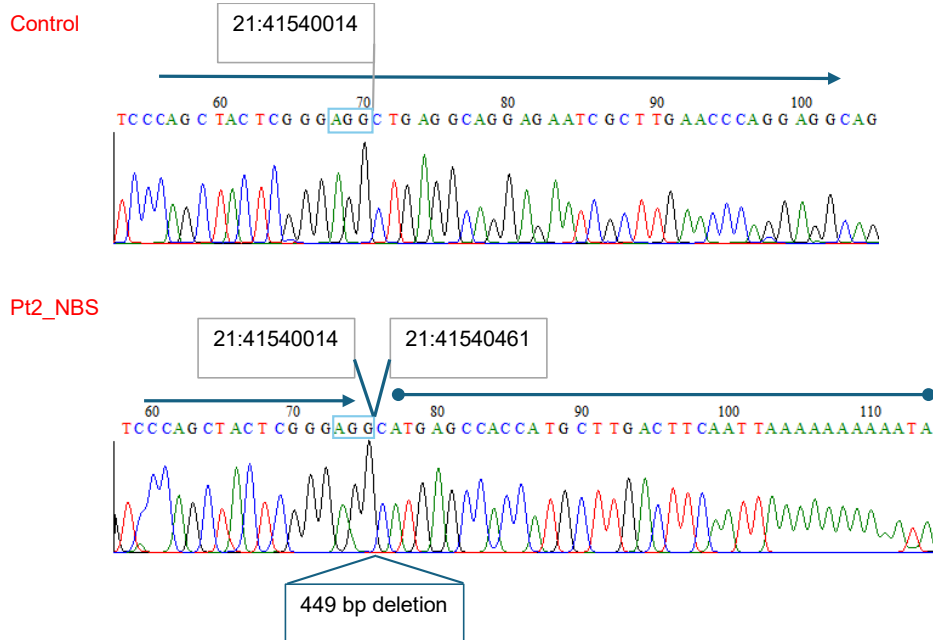 Control
21:41540014
60 70 80 90 100
TCCCAGCTACTCGGGAGGCTGAGGCAGGAGAATCGCTTGAACCCAGGAGGCAG
Pt2_NBS
21:41540014 21:41540461
60 70 80 90 100 110
TCCCAGCTACTCGGGAGGCATGAGCCACCATGCTTGACTTCAATTAAAAAAAAAATA
449 bp deletion